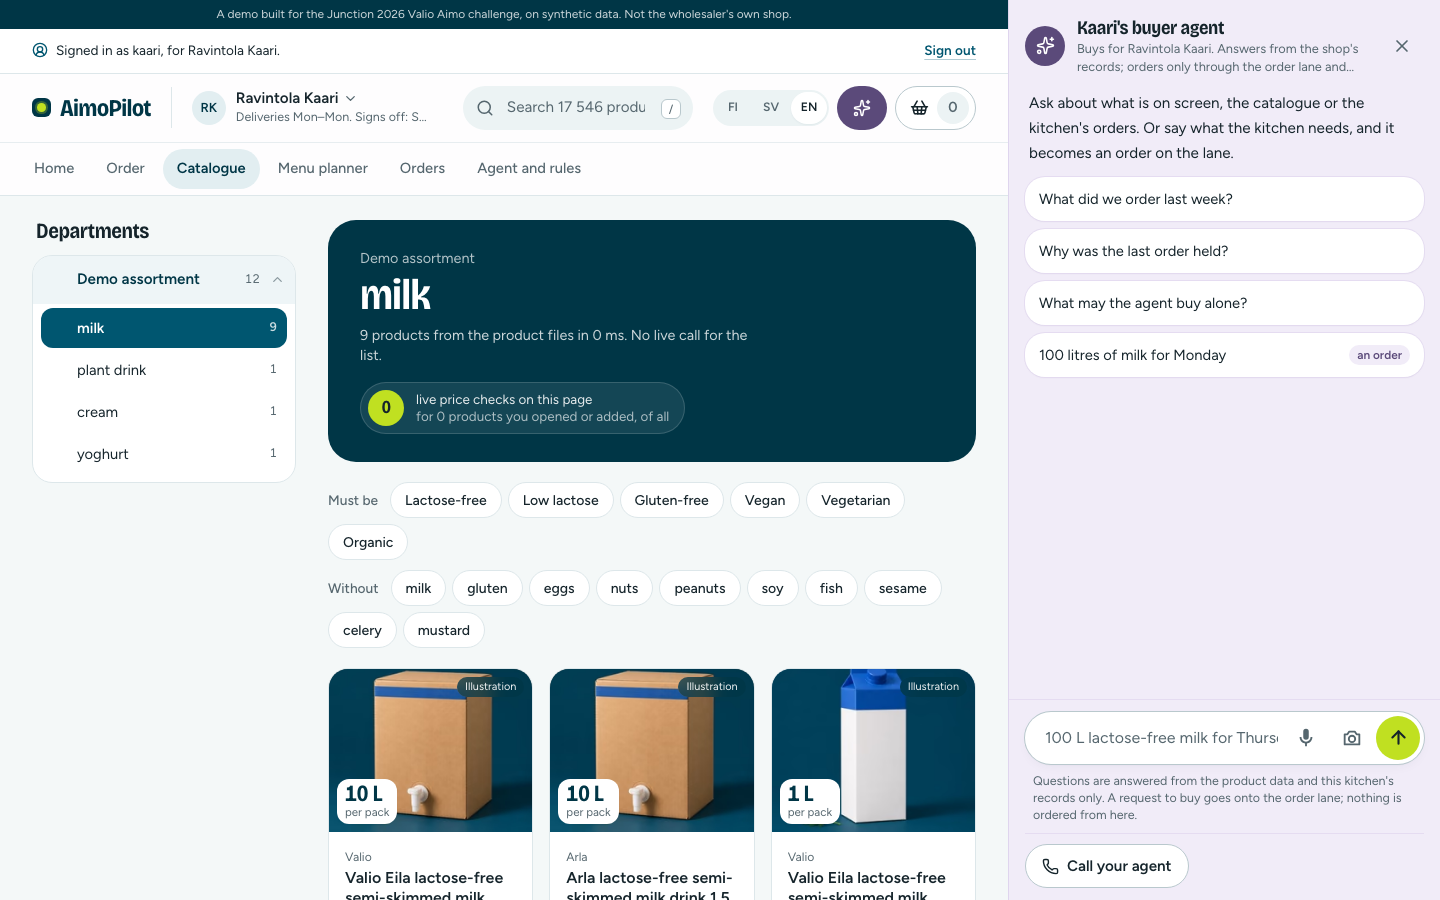 A demo built for the Junction 2026 Valio Aimo challenge, on synthetic data. Not the wholesaler's own shop.
Signed in as kaari, for Ravintola Kaari.
Sign out
AimoPilot
RK
Ravintola Kaari
Deliveries Mon–Mon. Signs off: S...
Search 17 546 produ
/
FI
SV
EN
0
Home
Order
Catalogue
Menu planner
Orders
Agent and rules
Departments
Demo assortment 12
milk 9
plant drink 1
cream 1
yoghurt 1
Demo assortment
milk
9 products from the product files in 0 ms. No live call for the
list.
0
live price checks on this page
for 0 products you opened or added, of all
Must be
Lactose-free
Low lactose
Gluten-free
Vegan
Vegetarian
Organic
Without
milk
gluten
eggs
nuts
peanuts
soy
fish
sesame
celery
mustard
Illustration
10 L
per pack
Valio
Valio Eila lactose-free
semi-skimmed milk
Illustration
10 L
per pack
Arla
Arla lactose-free semi-
skimmed milk drink 1.5
Illustration
1 L
per pack
Valio
Valio Eila lactose-free
semi-skimmed milk
Kaari's buyer agent
Buys for Ravintola Kaari. Answers from the shop's
records; orders only through the order lane and...
Ask about what is on screen, the catalogue or the
kitchen's orders. Or say what the kitchen needs, and it
becomes an order on the lane.
What did we order last week?
Why was the last order held?
What may the agent buy alone?
100 litres of milk for Monday
an order
100 L lactose-free milk for Thurs
Questions are answered from the product data and this kitchen's
records only. A request to buy goes onto the order lane; nothing is
ordered from here.
Call your agent